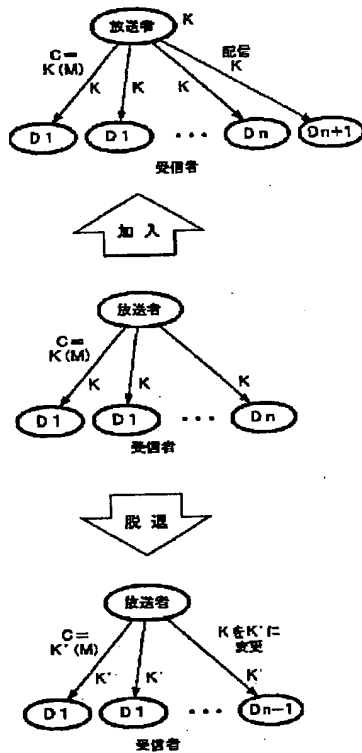 放送者 K
C=
K(M)
配信
K
K K K
D1 D1 ・・・ Dn Dn+1
受信者
加入
放送者
C=
K(M)
K K K
D1 D1 ・・・ Dn
受信者
脱退
放送者
C=
K'(M)
KをK'に
変更
K' K' K'
D1 D1 ・・・ Dn-1
受信者